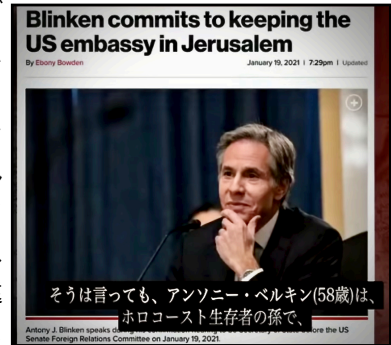 Blinken commits to keeping the
US embassy in Jerusalem
By Ebony Bowden
January 19, 2021 | 7:29pm | Updated
そうは言っても、アンソニー・ベルキン(58歳)は、
ホロコースト生存者の孫で、
Antony J. Blinken speaks
before the US
Senate Foreign Relations Committee on January 19, 2021.